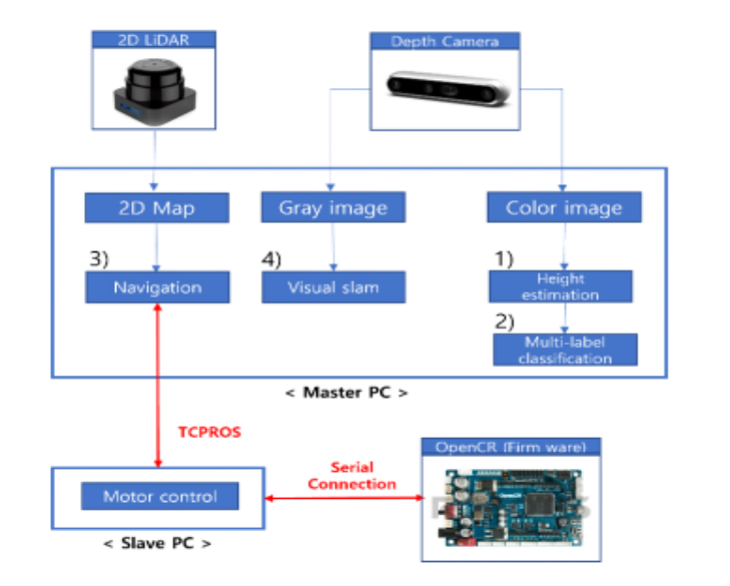 2D LiDAR
Depth Camera
2D Map
Gray image
Color image
3)
Navigation
4)
Visual slam
1)
Height
estimation
2)
Multi-label
classification
< Master PC >
TCPROS
Serial
Connection
OpenCR (Firm ware)
Motor control
< Slave PC >